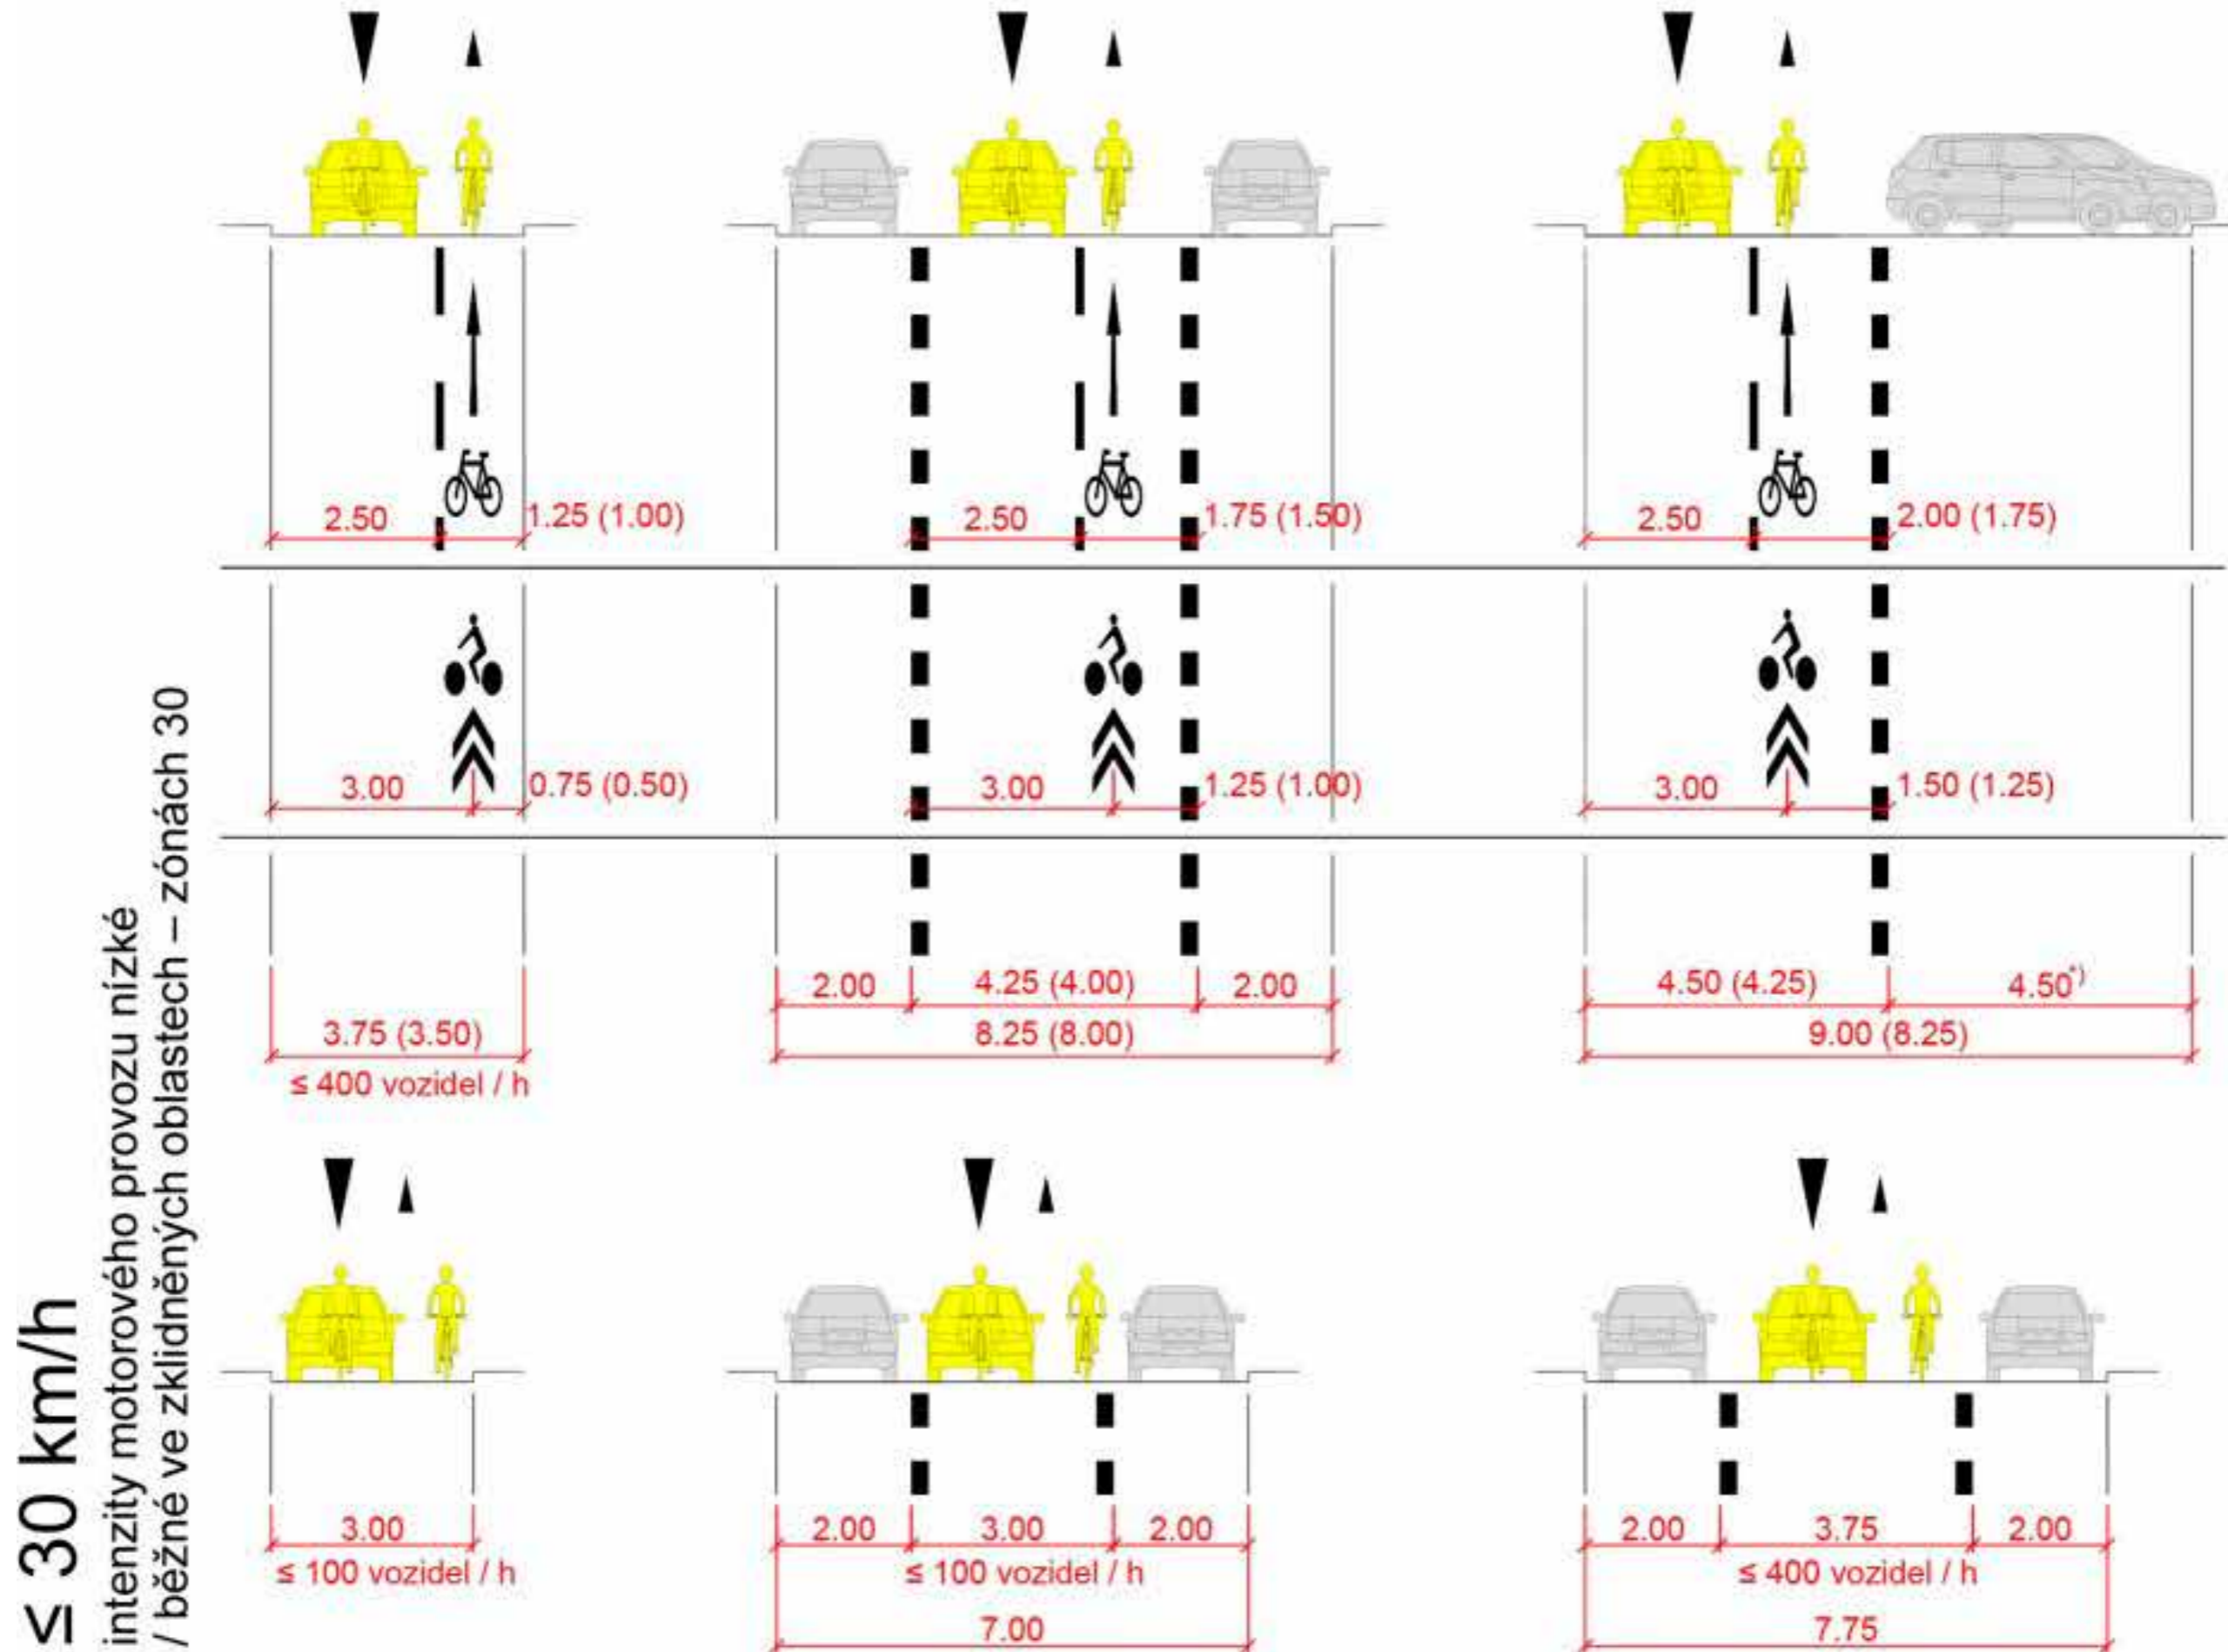 ≤ 30 km/h
intenzity motorového provozu nízké
/ běžné ve zklidněných oblastech – zónách 30
2.50 1.25 (1.00) 2.50 1.75 (1.50) 2.50 2.00 (1.75)
3.00 0.75 (0.50) 3.00 1.25 (1.00) 3.00 1.50 (1.25)
2.00 4.25 (4.00) 2.00 4.50 (4.25) 4.50*)
3.75 (3.50) 8.25 (8.00) 9.00 (8.25)
≤ 400 vozidel / h
3.00 2.00 3.00 2.00 2.00 3.75 2.00
≤ 100 vozidel / h ≤ 100 vozidel / h ≤ 400 vozidel / h
7.00 7.75